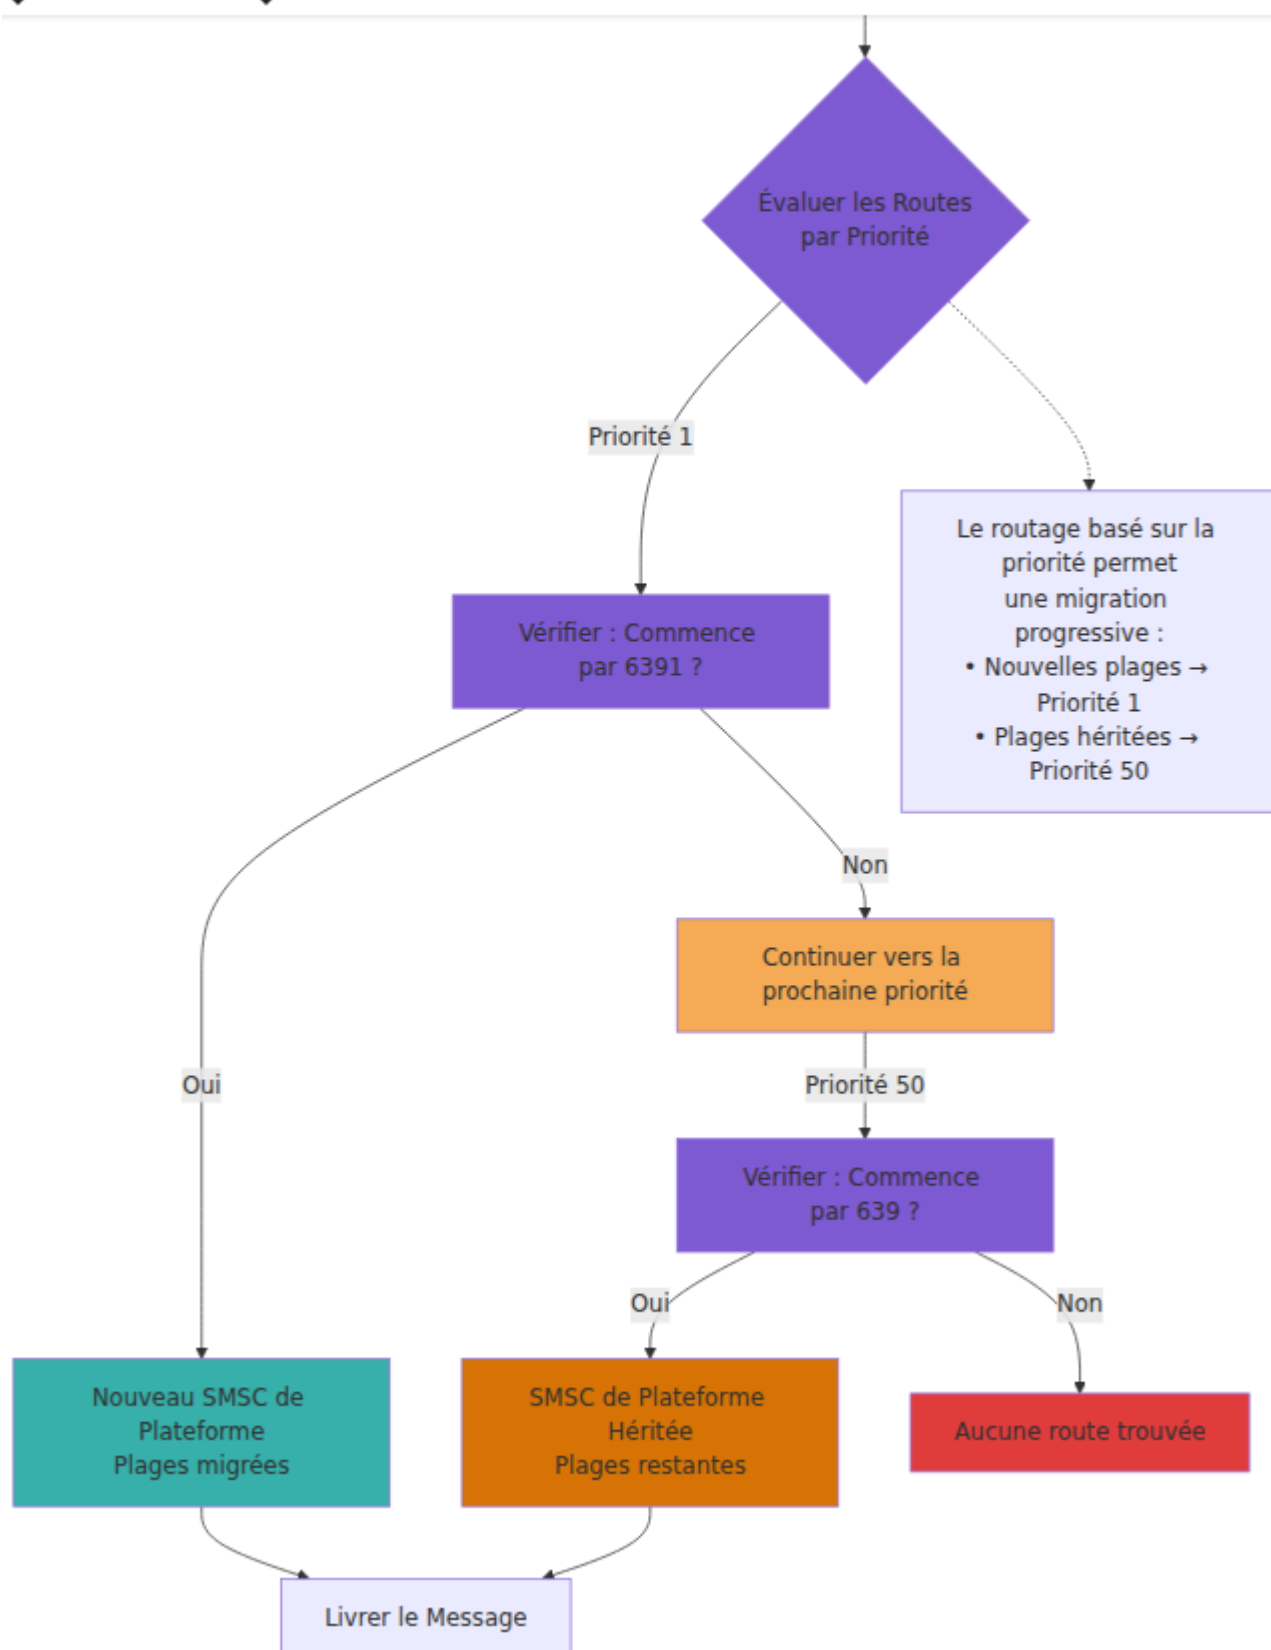 Évaluer les Routes
par Priorité
Priorité 1
Le routage basé sur la
priorité permet
une migration
progressive :
• Nouvelles plages →
Priorité 1
• Plages héritées →
Priorité 50
Vérifier : Commence
par 6391 ?
Non
Continuer vers la
prochaine priorité
Oui
Priorité 50
Vérifier : Commence
par 639 ?
Oui
Non
Nouveau SMSC de
Plateforme
Plages migrées
SMSC de Plateforme
Héritée
Plages restantes
Aucune route trouvée
Livrer le Message